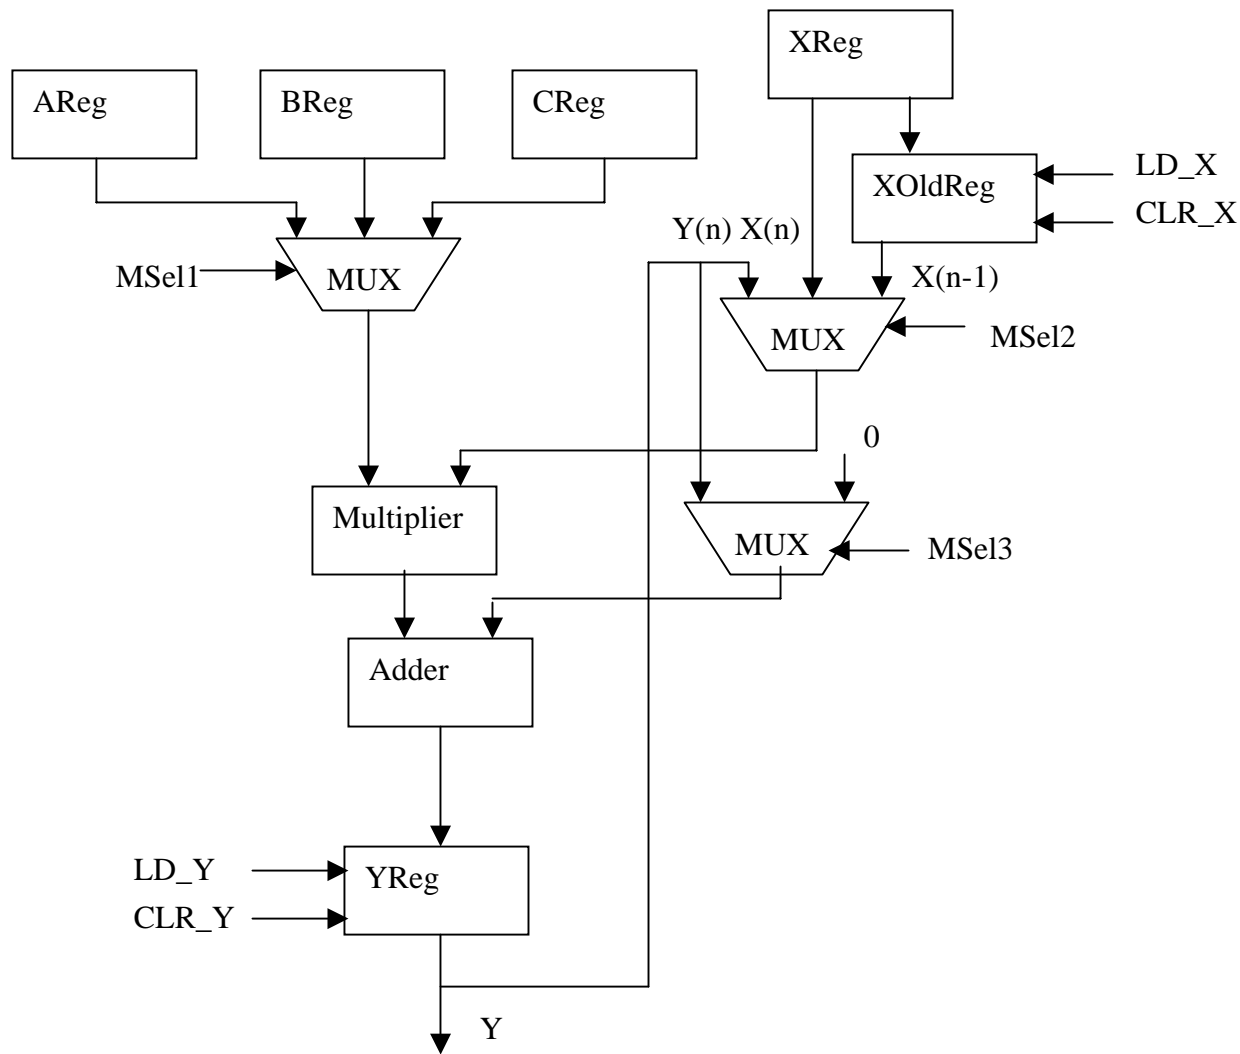 XReg
AReg
BReg
CReg
LD_X
XOldReg
CLR_X
Y(n) X(n)
MSel1
MUX
X(n-1)
MUX
MSel2
0
Multiplier
MUX
MSel3
Adder
LD_Y
YReg
CLR_Y
Y